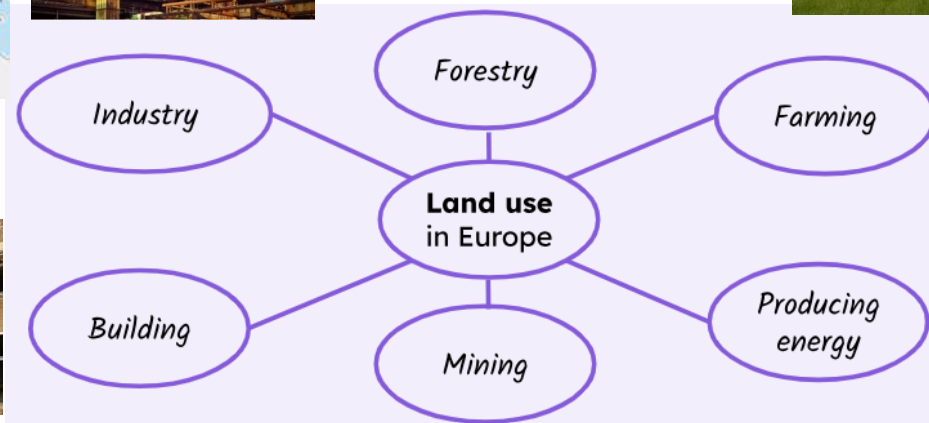 Forestry
Industry
Farming
Land use
in Europe
Building
Mining
Producing
energy